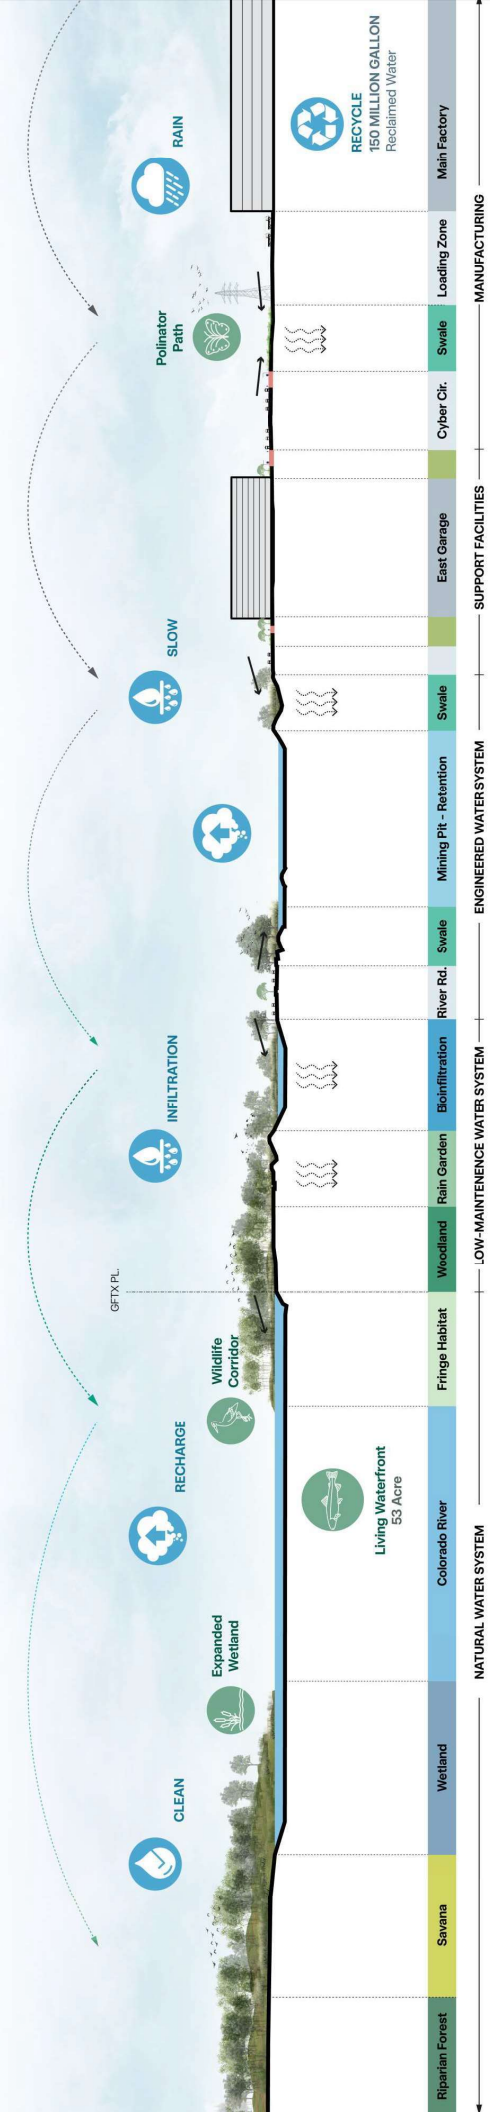 CLEAN
Expanded
Wetland
RECHARGE
Wildlife
Corridor
GFTX PL.
INFILTRATION
SLOW
Polinator
Path
RAIN
Living Waterfront
53 Acre
RECYCLE
150 MILLION GALLON
Reclaimed Water
Riparian Forest
Savana
Wetland
Colorado River
Fringe Habitat
Woodland
Rain Garden
Bioinfiltration
River Rd.
Swale
Mining Pit - Retention
Swale
East Garage
Cyber Cir.
Swale
Loading Zone
Main Factory
NATURAL WATER SYSTEM
LOW-MAINTENENCE WATER SYSTEM
ENGINEERED WATER SYSTEM
SUPPORT FACILITIES
MANUFACTURING